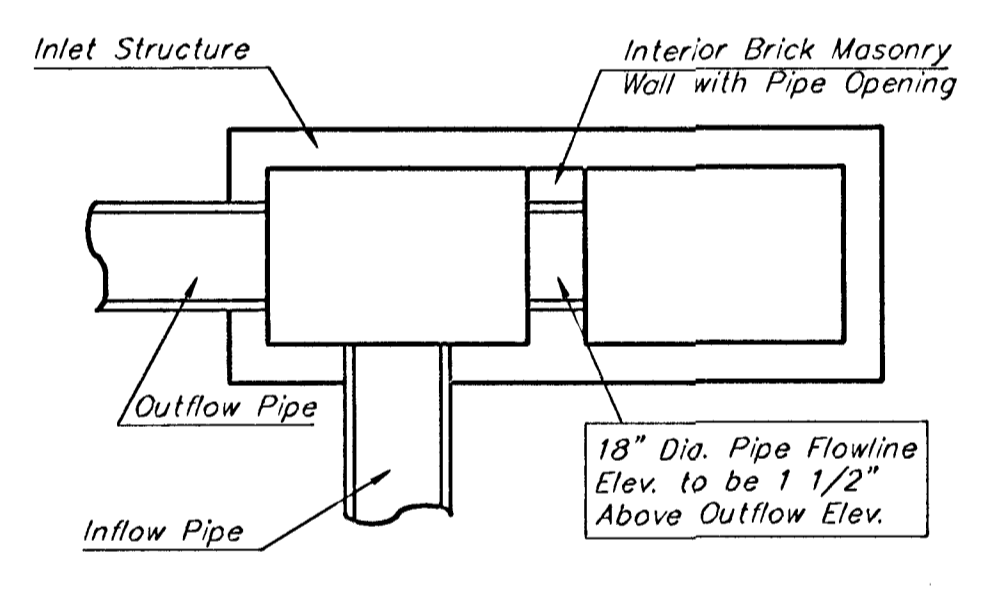 Inlet Structure
Interior Brick Masonry
Wall with Pipe Opening
Outflow Pipe
18" Dia. Pipe Flowline
Elev. to be 1 1/2"
Above Outflow Elev.
Inflow Pipe